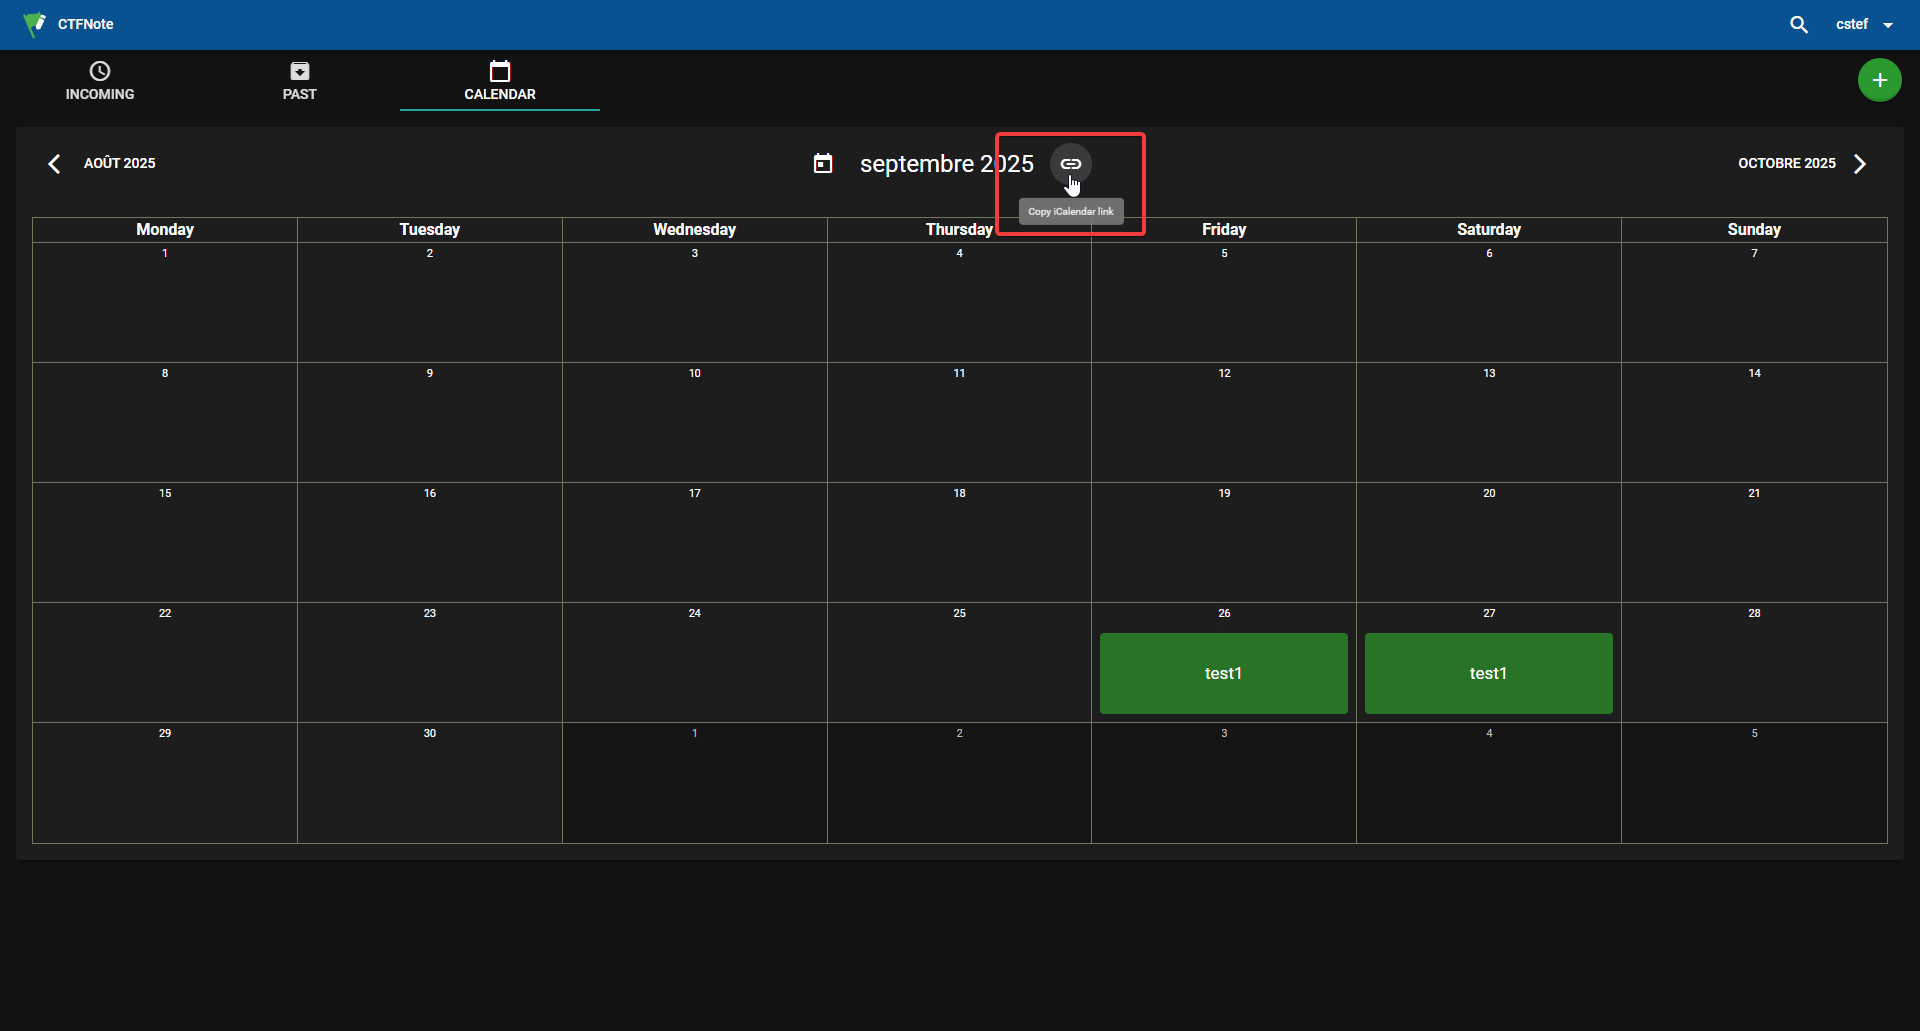 CTFNote
cstef
INCOMING
PAST
CALENDAR
AOÛT 2025
septembre 2025
OCTOBRE 2025
Copy iCalendar link
Monday Tuesday Wednesday Thursday Friday Saturday Sunday
1 2 3 4 5 6 7
8 9 10 11 12 13 14
15 16 17 18 19 20 21
22 23 24 25 26 27 28
test1 test1
29 30 1 2 3 4 5